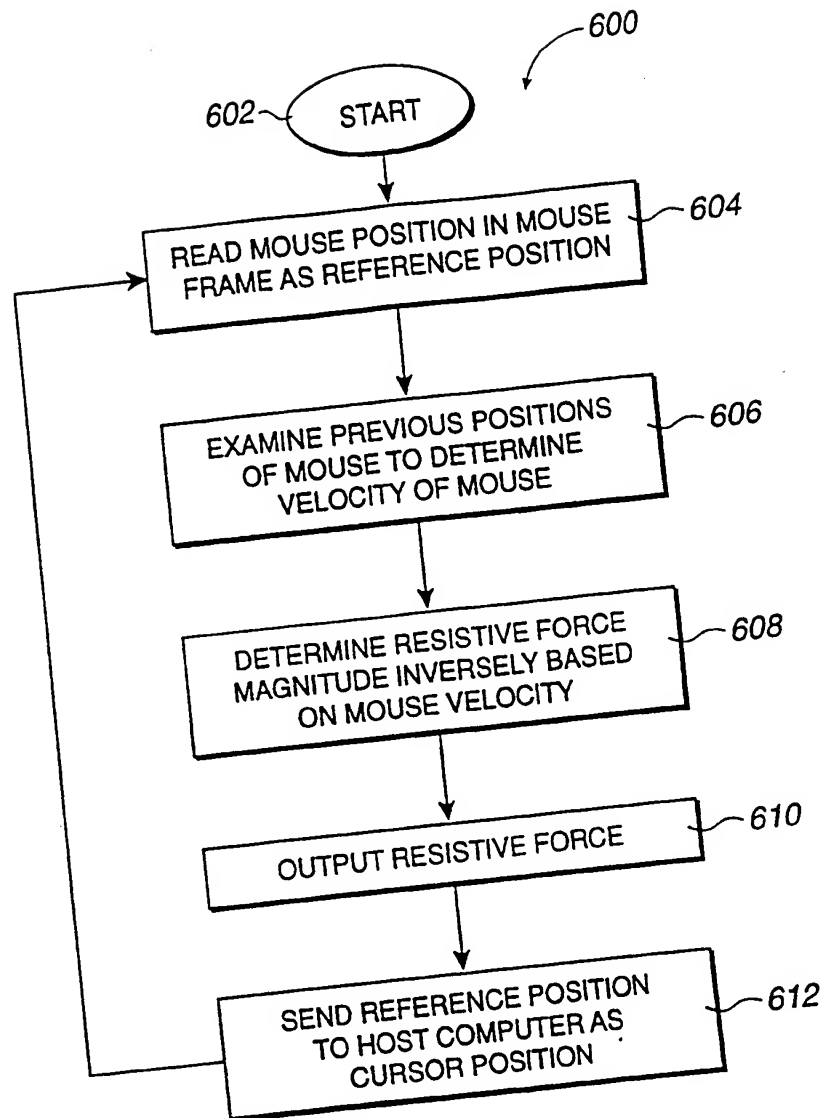 600
602
START
READ MOUSE POSITION IN MOUSE
FRAME AS REFERENCE POSITION
604
EXAMINE PREVIOUS POSITIONS
OF MOUSE TO DETERMINE
VELOCITY OF MOUSE
606
DETERMINE RESISTIVE FORCE
MAGNITUDE INVERSELY BASED
ON MOUSE VELOCITY
608
OUTPUT RESISTIVE FORCE
610
SEND REFERENCE POSITION
TO HOST COMPUTER AS
CURSOR POSITION
612